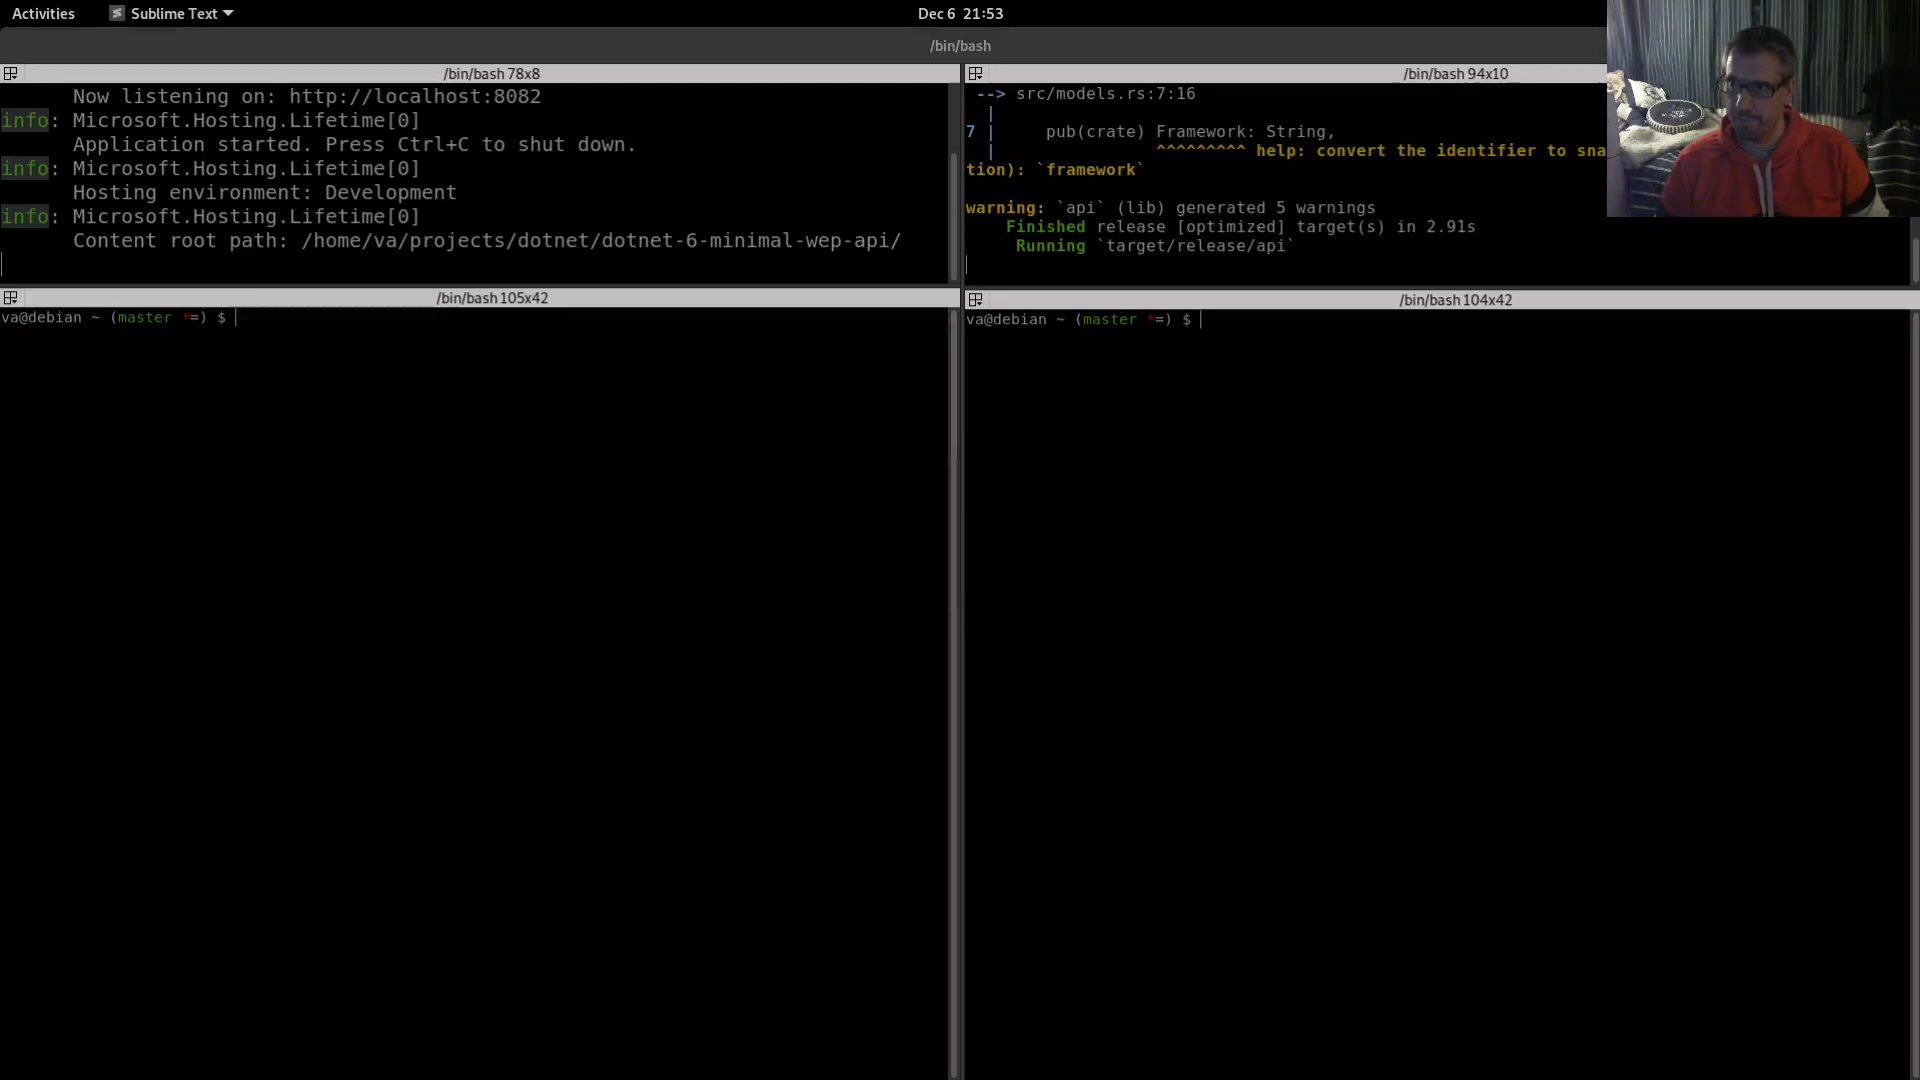 Activities
Sublime Text
Dec 6 21:53
/bin/bash
/bin/bash 78x8
Now listening on: http://localhost:8082
info: Microsoft.Hosting.Lifetime[0]
Application started. Press Ctrl+C to shut down.
info: Microsoft.Hosting.Lifetime[0]
Hosting environment: Development
info: Microsoft.Hosting.Lifetime[0]
Content root path: /home/va/projects/dotnet/dotnet-6-minimal-wep-api/
/bin/bash 94x10
--> src/models.rs:7:16
|
7 |     pub(crate) Framework: String,
|                ^^^^^^^^^ help: convert the identifier to sna
tion): `framework`
warning: `api` (lib) generated 5 warnings
Finished release [optimized] target(s) in 2.91s
Running `target/release/api`
/bin/bash 105x42
va@debian ~ (master *=) $
/bin/bash 104x42
va@debian ~ (master *=) $